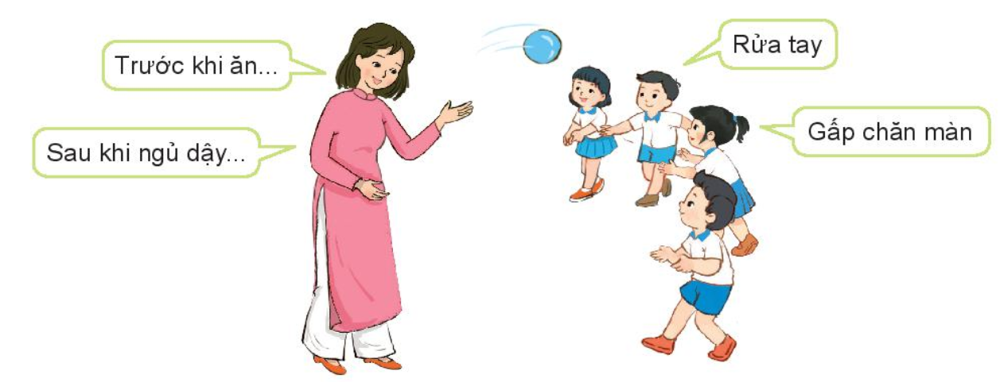 Trước khi ăn...
Rửa tay
Sau khi ngủ dậy...
Gấp chăn màn